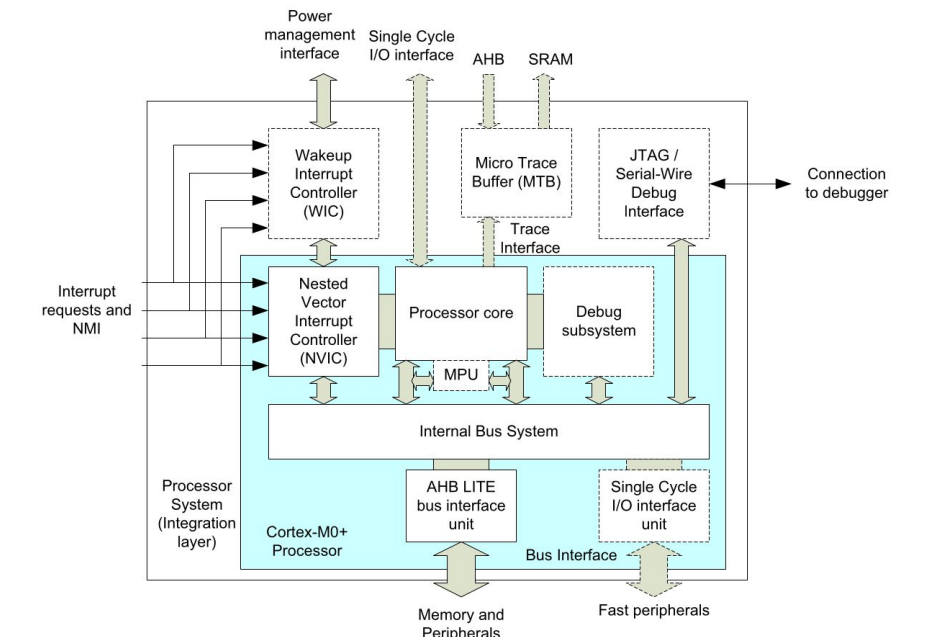 Power
management
interface
Single Cycle
I/O interface
AHB
SRAM
Wakeup
Interrupt
Controller
(WIC)
Micro Trace
Buffer (MTB)
JTAG /
Serial-Wire
Debug
Interface
Connection
to debugger
Trace
Interface
Interrupt
requests and
NMI
Nested
Vector
Interrupt
Controller
(NVIC)
Processor core
Debug
subsystem
MPU
Internal Bus System
Processor
System
(Integration
layer)
Cortex-M0+
Processor
AHB LITE
bus interface
unit
Single Cycle
I/O interface
unit
Bus Interface
Memory and
Peripherals
Fast peripherals